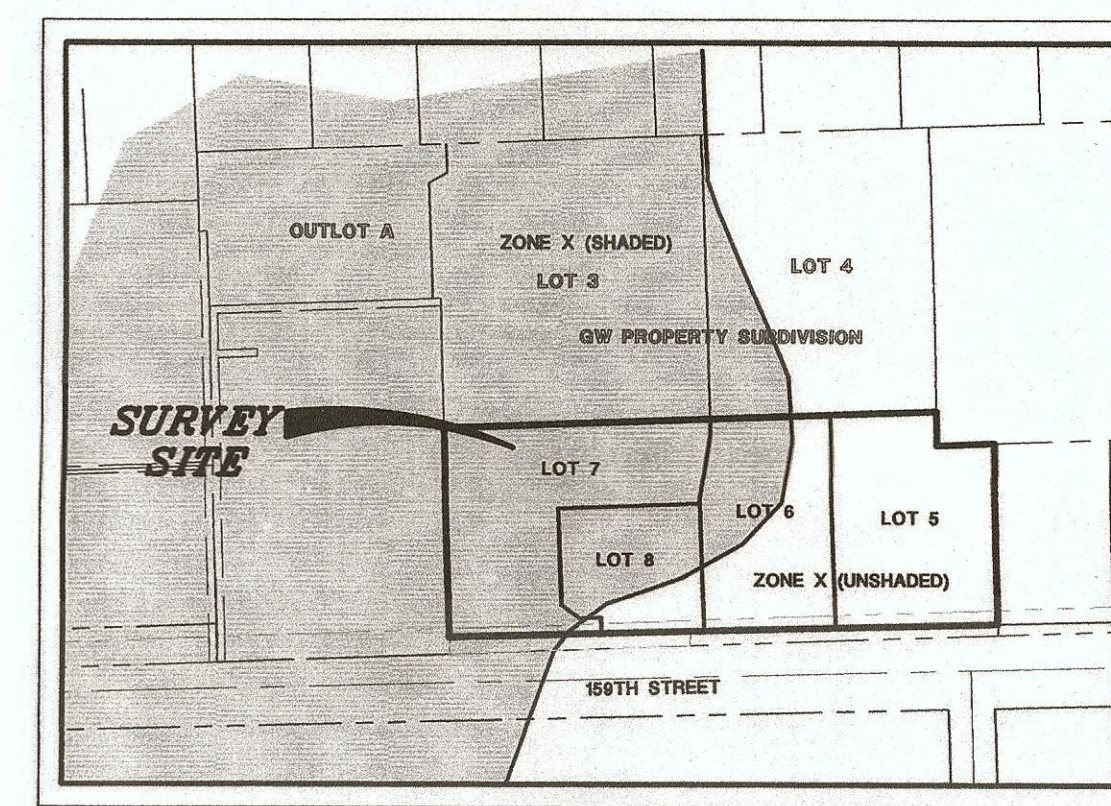 OUTLOT A
ZONE X (SHADED)
LOT 3
LOT 4
GW PROPERTY SUBDIVISION
SURVEY
SITE
LOT 7
LOT 6
LOT 5
LOT 8
ZONE X (UNSHADED)
159TH STREET